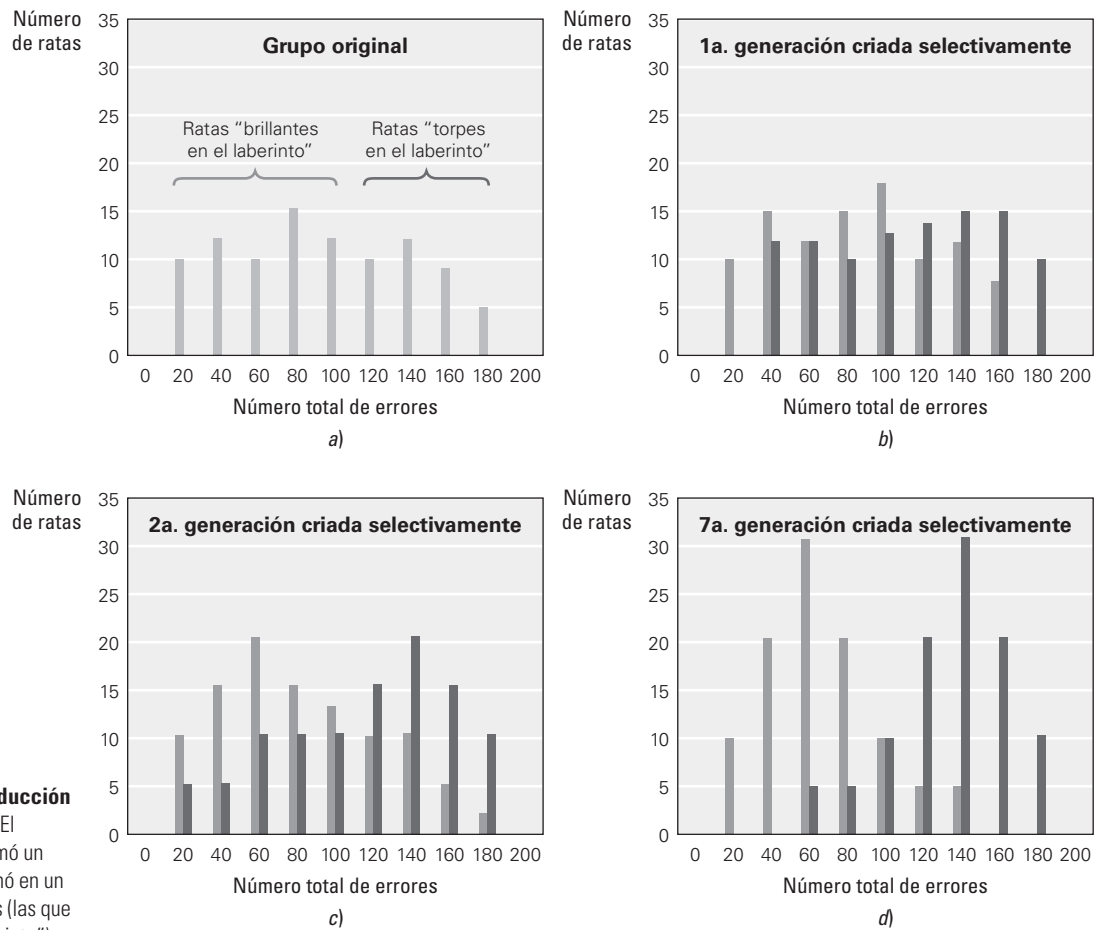 Número
de ratas
35
30
25
20
15
10
5
0
Grupo original
Ratas “brillantes
en el laberinto”
Ratas “torpes
en el laberinto”
0 20 40 60 80 100 120 140 160 180 200
Número total de errores
a)
Número
de ratas
35
30
25
20
15
10
5
0
1a. generación criada selectivamente
0 20 40 60 80 100 120 140 160 180 200
Número total de errores
b)
Número
de ratas
35
30
25
20
15
10
5
0
2a. generación criada selectivamente
0 20 40 60 80 100 120 140 160 180 200
Número total de errores
c)
Número
de ratas
35
30
25
20
15
10
5
0
7a. generación criada selectivamente
0 20 40 60 80 100 120 140 160 180 200
Número total de errores
d)
ducción
El
mó un
nó en un
s (las que